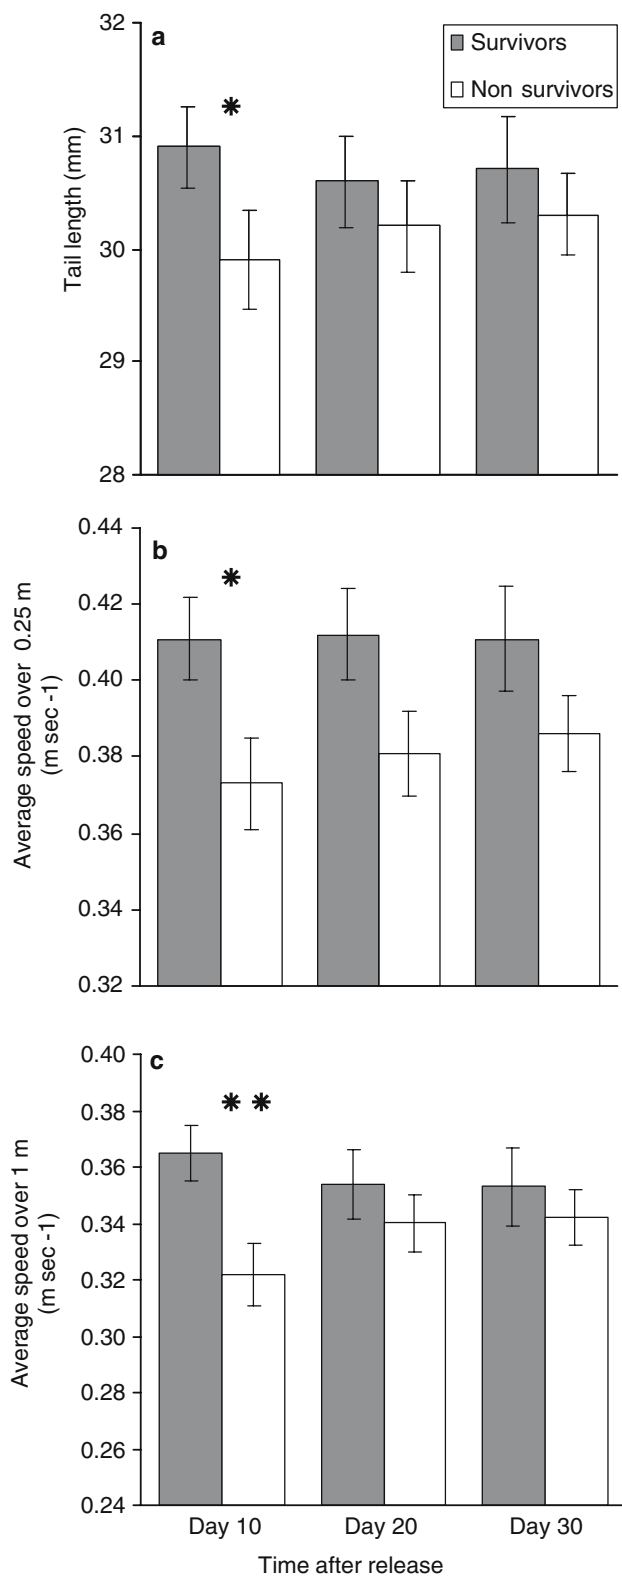 32
a
Survivors
Non survivors
31
30
29
28
Tail length (mm)
0.44
b
0.42
0.40
0.38
0.36
0.34
0.32
Average speed over 0.25 m
(m sec -1)
0.40
c
0.38
0.36
0.34
0.32
0.30
0.28
0.26
0.24
Average speed over 1 m
(m sec -1)
Day 10 Day 20 Day 30
Time after release